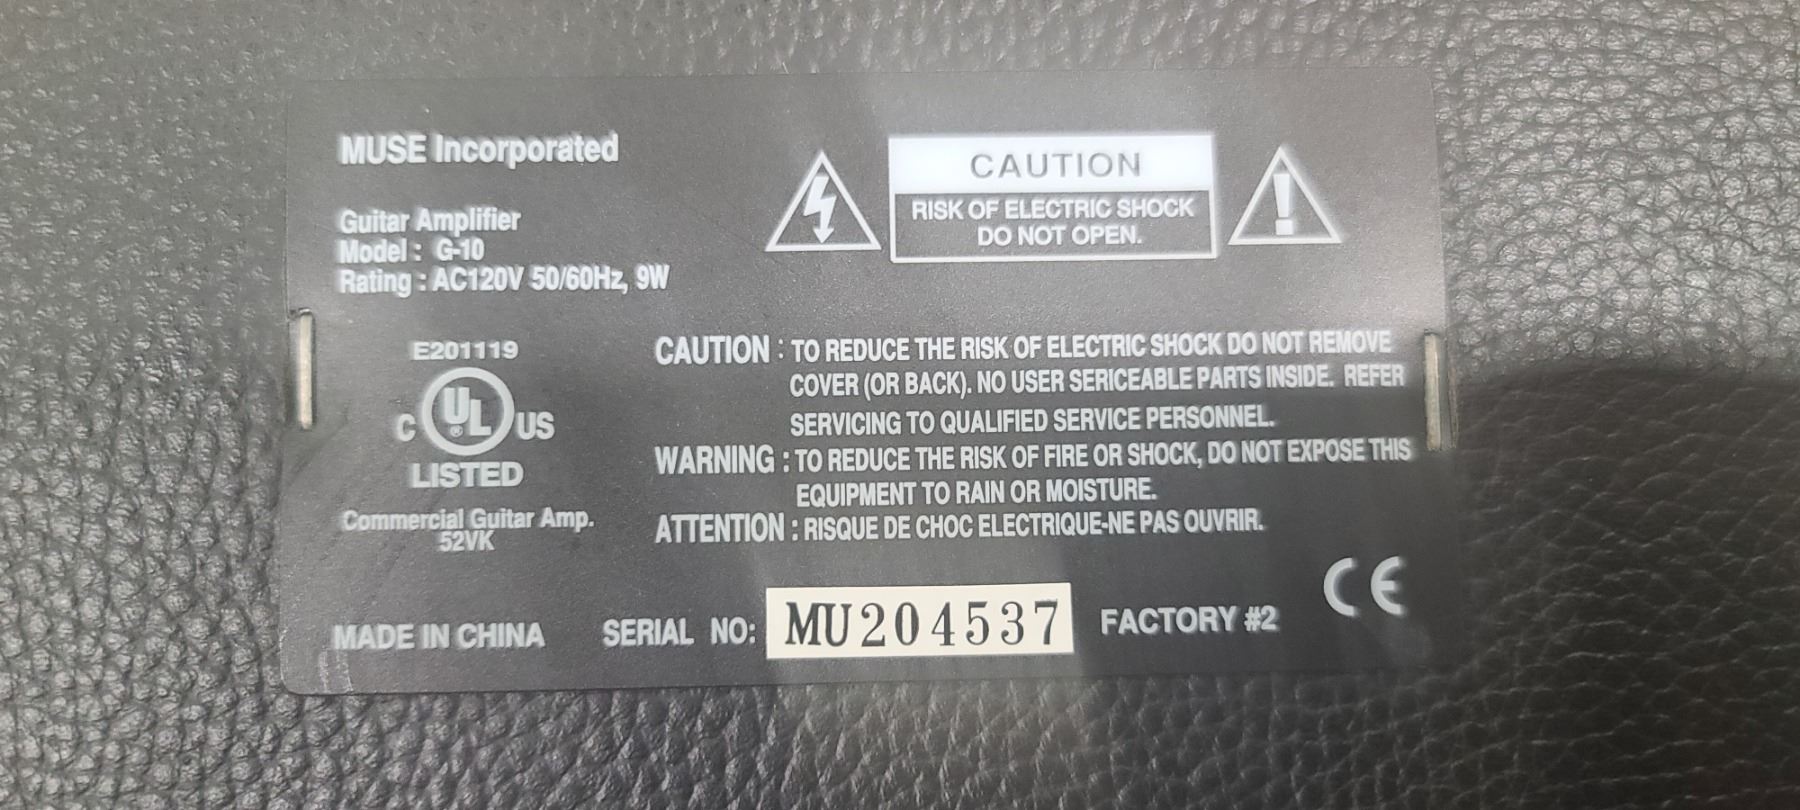 MUSE Incorporated
Guitar Amplifier
Model : G-10
Rating : AC120V 50/60Hz, 9W
CAUTION
RISK OF ELECTRIC SHOCK
DO NOT OPEN.
E201119
C UL ® US
LISTED
Commercial Guitar Amp.
52VK
CAUTION : TO REDUCE THE RISK OF ELECTRIC SHOCK DO NOT REMOVE
COVER (OR BACK). NO USER SERICEABLE PARTS INSIDE. REFER
SERVICING TO QUALIFIED SERVICE PERSONNEL.
WARNING : TO REDUCE THE RISK OF FIRE OR SHOCK, DO NOT EXPOSE THIS
EQUIPMENT TO RAIN OR MOISTURE.
ATTENTION : RISQUE DE CHOC ELECTRIQUE-NE PAS OUVRIR.
MADE IN CHINA
SERIAL NO: MU204537 FACTORY #2
CE